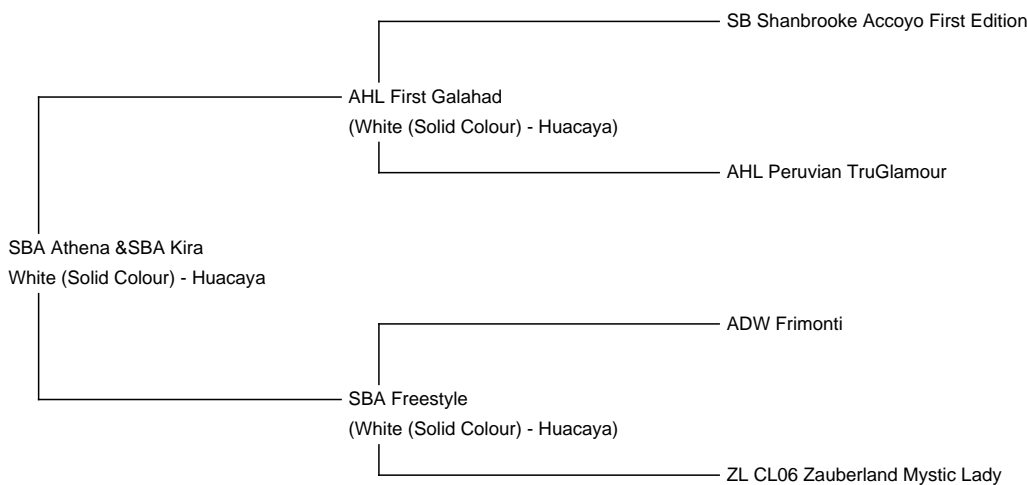 SB Shanbrooke Accoyo First Edition
AHL First Galahad
(White (Solid Colour) - Huacaya)
AHL Peruvian TruGlamour
SBA Athena &SBA Kira
White (Solid Colour) - Huacaya
ADW Frimonti
SBA Freestyle
(White (Solid Colour) - Huacaya)
ZL CL06 Zauberland Mystic Lady